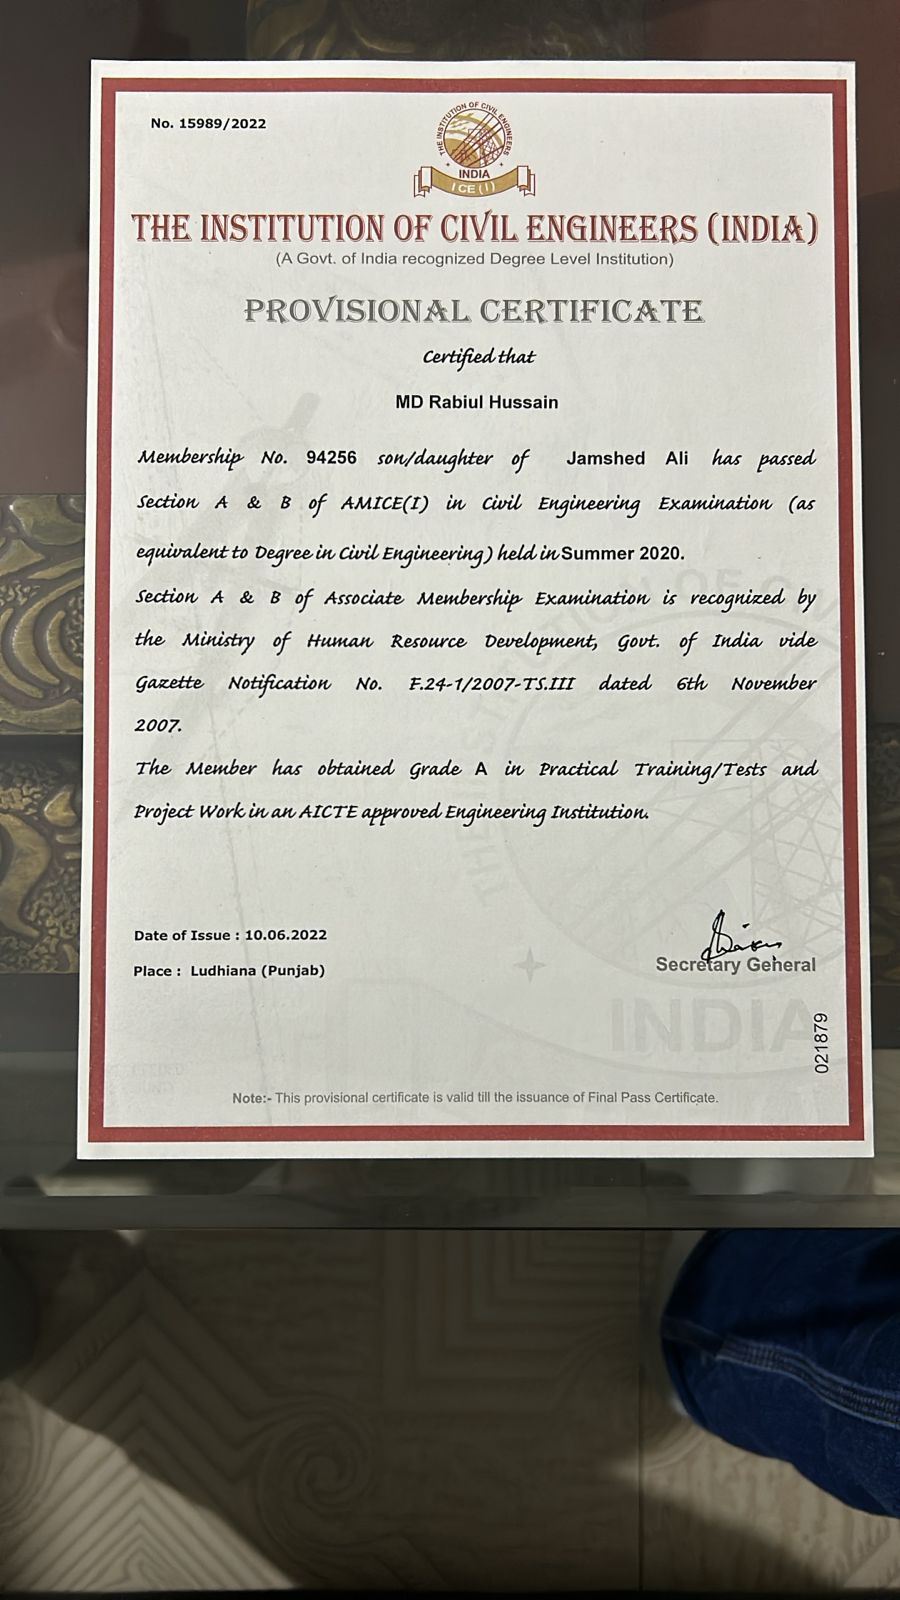 No. 15989/2022
THE INSTITUTION OF CIVIL ENGINEERS
INDIA
ICE(I)
THE INSTITUTION OF CIVIL ENGINEERS (INDIA)
(A Govt. of India recognized Degree Level Institution)
PROVISIONAL CERTIFICATE
Certified that
MD Rabiul Hussain
Membership No. 94256 son/daughter of Jamshed Ali has passed
Section A & B of AMICE(I) in Civil Engineering Examination (as
equivalent to Degree in Civil Engineering) held in Summer 2020.
Section A & B of Associate Membership Examination is recognized by
the Ministry of Human Resource Development, Govt. of India vide
Gazette Notification No. F.24-1/2007-TS.III dated 6th November
2007.
The Member has obtained Grade A in Practical Training/Tests and
Project Work in an AICTE approved Engineering Institution.
Date of Issue : 10.06.2022
Place : Ludhiana (Punjab)
Secretary General
INDIA
021879
Note:- This provisional certificate is valid till the issuance of Final Pass Certificate.